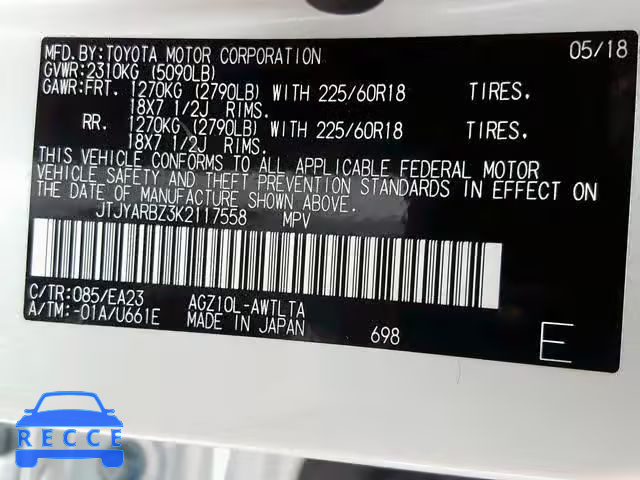 MFD.BY:TOYOTA MOTOR CORPORATION 05/18
GVWR:2310KG (5090LB)
GAWR:FRT. 1270KG (2790LB) WITH 225/60R18 TIRES.
18X7 1/2J RIMS.
RR. 1270KG (2790LB) WITH 225/60R18 TIRES.
18X7 1/2J RIMS.
THIS VEHICLE CONFORMS TO ALL APPLICABLE FEDERAL MOTOR
VEHICLE SAFETY AND THEFT PREVENTION STANDARDS IN EFFECT ON
THE DATE OF MANUFACTURE SHOWN ABOVE.
JTJYARBZ3K2117558 MPV
C/TR:085/EA23 AGZ10L-AWTLTA
A/TM:-01A/U661E MADE IN JAPAN 698 E
RECCE